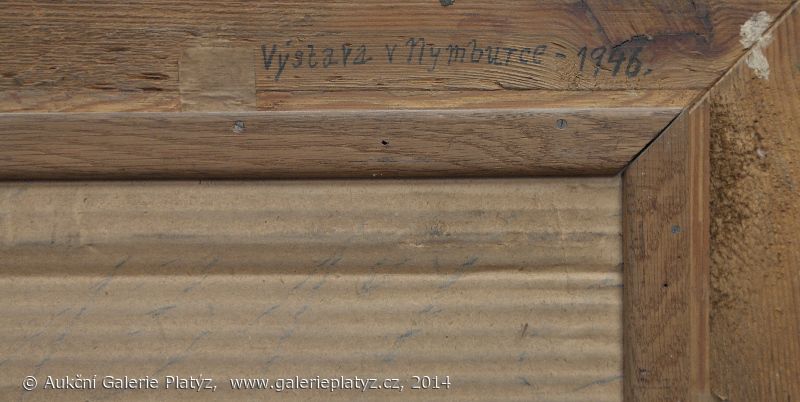 Výstava v Nymburce - 1946.
© Aukční Galerie Platýz, www.galerieplatyz.cz, 2014